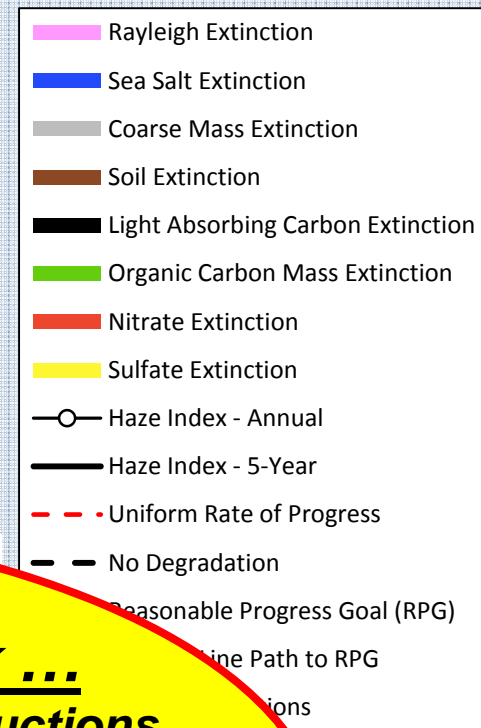 Rayleigh Extinction
Sea Salt Extinction
Coarse Mass Extinction
Soil Extinction
Light Absorbing Carbon Extinction
Organic Carbon Mass Extinction
Nitrate Extinction
Sulfate Extinction
Haze Index - Annual
Haze Index - 5-Year
Uniform Rate of Progress
No Degradation
Reasonable Progress Goal (RPG)
Path to RPG
...